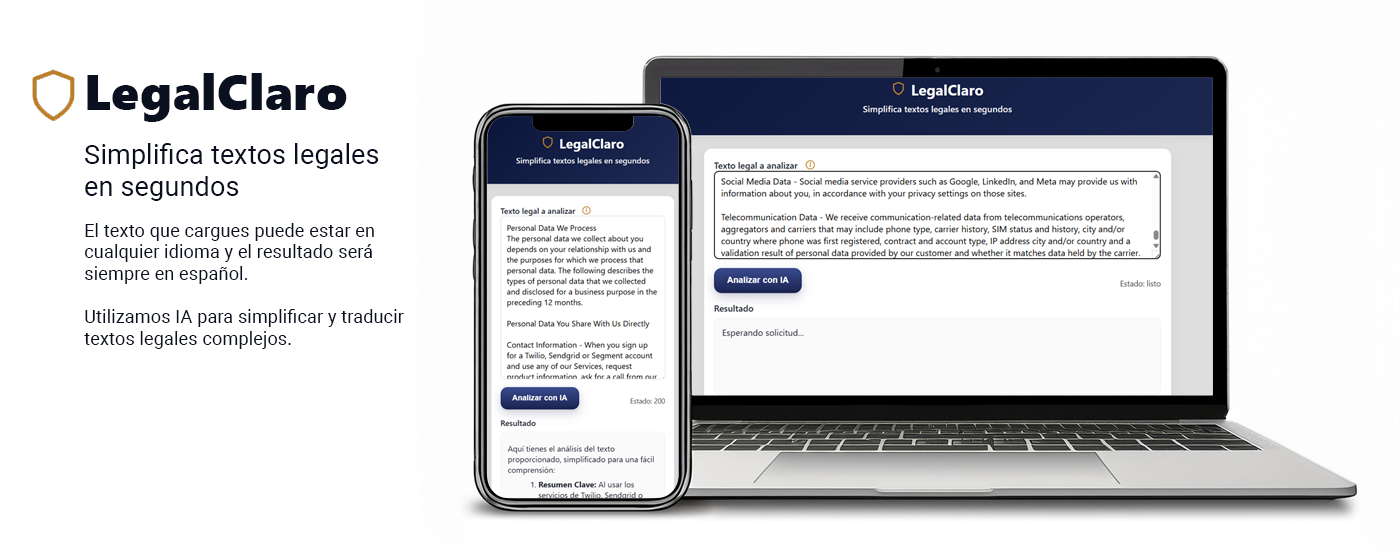 LegalClaro
Simplifica textos legales
en segundos
El texto que cargues puede estar en
cualquier idioma y el resultado será
siempre en español.
Utilizamos IA para simplificar y traducir
textos legales complejos.
LegalClaro
Simplifica textos legales en segundos
Texto legal a analizar
Personal Data We Process
The personal data we collect about you
depends on your relationship with us and
the purposes for which we process that
personal data. The following describes the
types of personal data that we collected
and disclosed for a business purpose in the
preceding 12 months.
Personal Data You Share With Us Directly
Contact Information - When you sign up
for a Twilio, Sendgrid or Segment account
and use any of our Services, request
product information, ask for a call from our
Analizar con IA
Estado: 200
Resultado
Aquí tienes el análisis del texto
proporcionado, simplificado para una fácil
comprensión:
1. Resumen Clave: Al usar los
servicios de Twilio, Sendgrid o
LegalClaro
Simplifica textos legales en segundos
Texto legal a analizar
Social Media Data - Social media service providers such as Google, LinkedIn, and Meta may provide us with
information about you, in accordance with your privacy settings on those sites.
Telecommunication Data - We receive communication-related data from telecommunications operators,
aggregators and carriers that may include phone type, carrier history, SIM status and history, city and/or
country where phone was first registered, contract and account type, IP address city and/or country and a
validation result of personal data provided by our customer and whether it matches data held by the carrier.
Analizar con IA
Estado: listo
Resultado
Esperando solicitud...